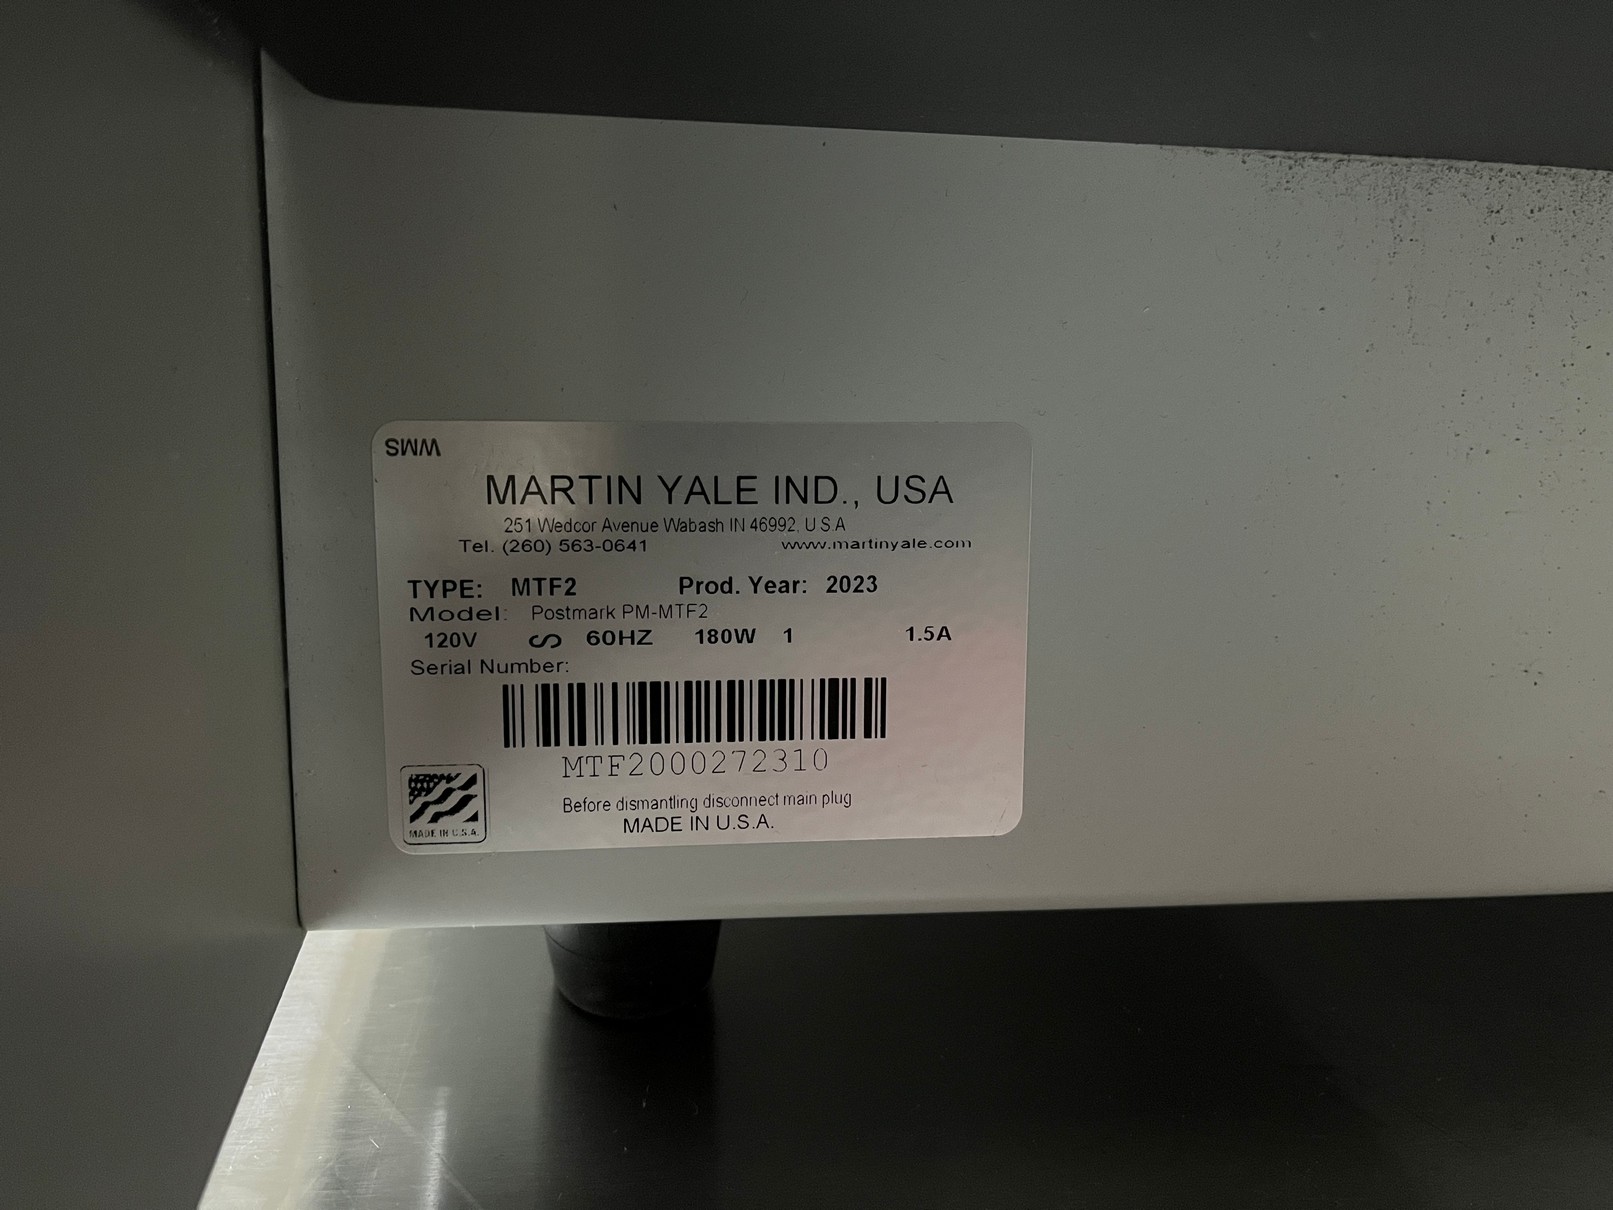 SWM
MARTIN YALE IND., USA
251 Wedcor Avenue Wabash IN 46992, U.S.A
Tel. (260) 563-0641 www.martinyale.com
TYPE: MTF2 Prod. Year: 2023
Model: Postmark PM-MTF2
120V ∽ 60HZ 180W 1 1.5A
Serial Number:
MTF2000272310
Before dismantling disconnect main plug
MADE IN U.S.A.
MADE IN U.S.A.